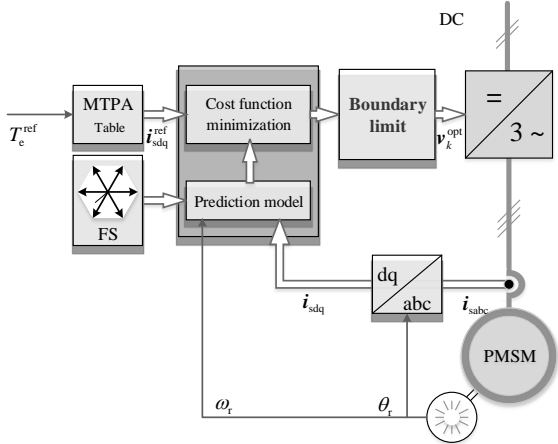 DC
MTPA
Table
T_e^ref
i_sdq^ref
Cost function
minimization
Boundary
limit
v_k^opt
=
3 ~
FS
Prediction model
dq
abc
i_sdq
i_sabc
PMSM
ω_r
θ_r